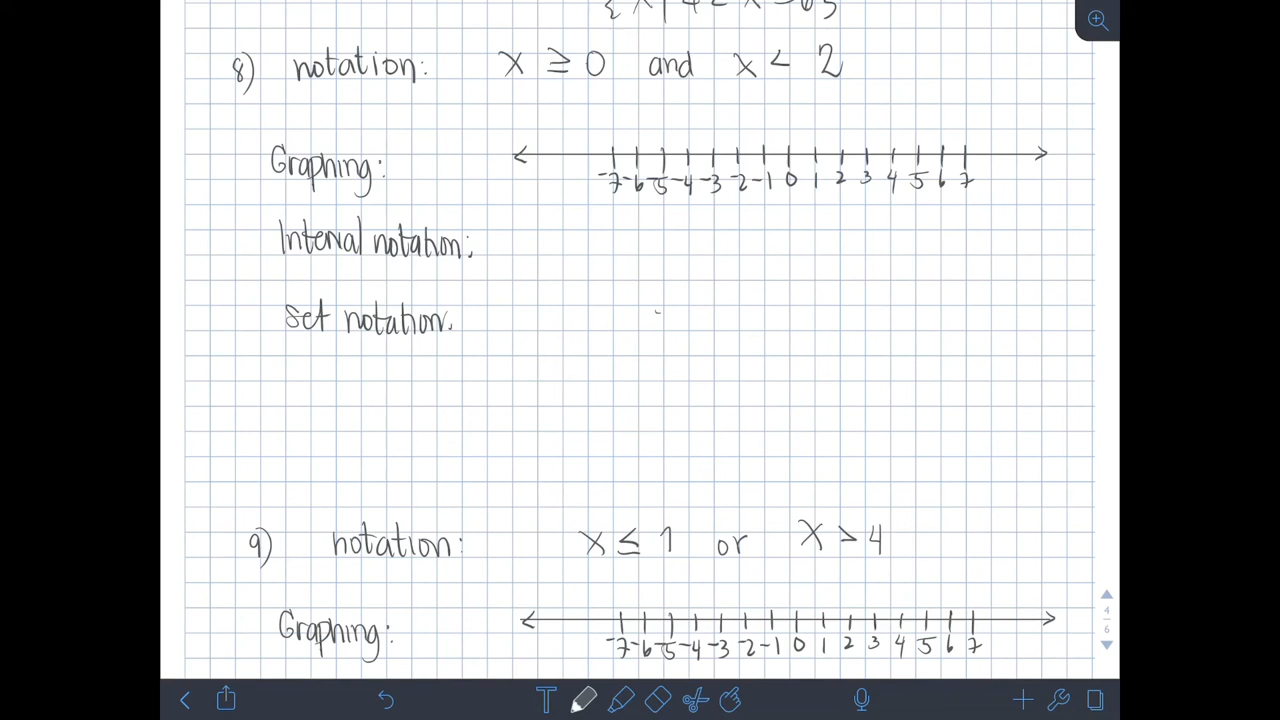 8) notation: x ≥ 0 and x < 2
Graphing:
-7 -6 -5 -4 -3 -2 -1 0 1 2 3 4 5 6 7
Interval notation:
set notation.
9) notation: x ≤ 1 or x > 4
Graphing:
-7 -6 -5 -4 -3 -2 -1 0 1 2 3 4 5 6 7
4
6
T